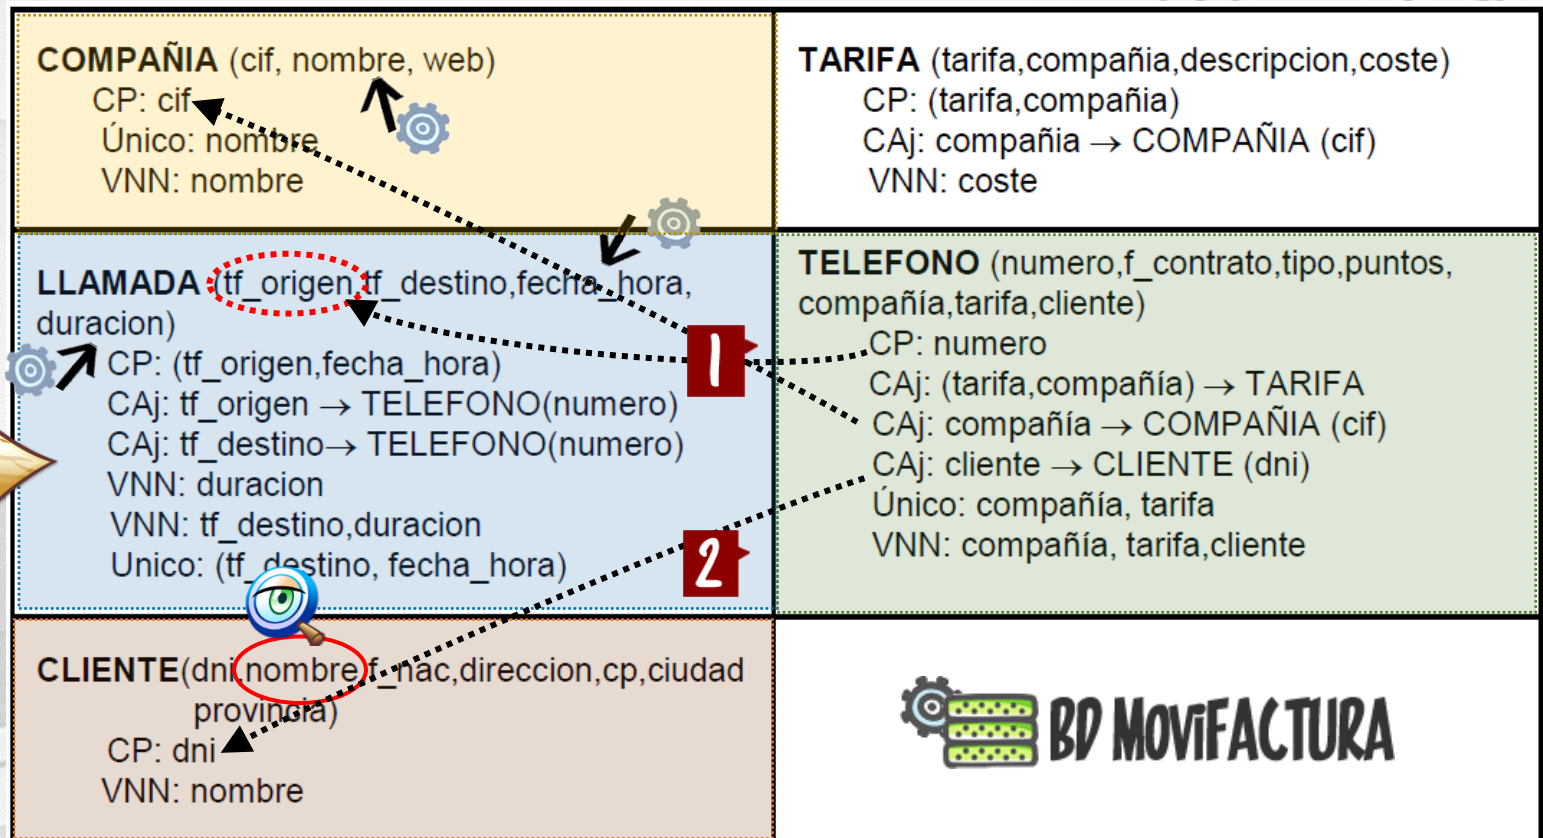 COMPAÑIA (cif, nombre, web)
CP: cif
Único: nombre
VNN: nombre
TARIFA (tarifa,compañia,descripcion,coste)
CP: (tarifa,compañia)
CAj: compañia → COMPAÑIA (cif)
VNN: coste
LLAMADA (tf_origen,tf_destino,fecha_hora,
duracion)
CP: (tf_origen,fecha_hora)
CAj: tf_origen → TELEFONO(numero)
CAj: tf_destino→ TELEFONO(numero)
VNN: duracion
VNN: tf_destino,duracion
Unico: (tf_destino, fecha_hora)
1
2
TELEFONO (numero,f_contrato,tipo,puntos,
compañía,tarifa,cliente)
CP: numero
CAj: (tarifa,compañía) → TARIFA
CAj: compañía → COMPAÑIA (cif)
CAj: cliente → CLIENTE (dni)
Único: compañía, tarifa
VNN: compañía, tarifa,cliente
CLIENTE(dni,nombre,f_nac,direccion,cp,ciudad
provincia)
CP: dni
VNN: nombre
BD MOViFACTURA